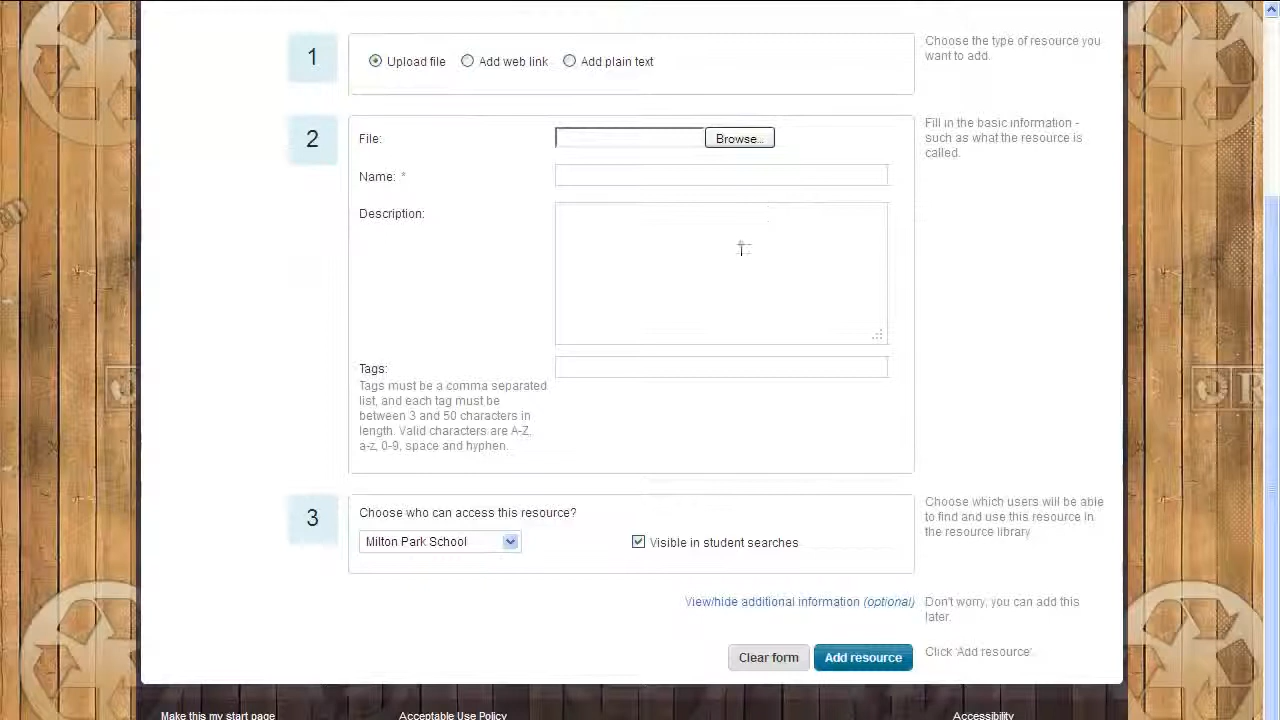 1
Upload file
Add web link
Add plain text
Choose the type of resource you
want to add.
2
File:
Browse...
Name: *
Description:
Tags:
Tags must be a comma separated
list, and each tag must be
between 3 and 50 characters in
length. Valid characters are A-Z,
a-z, 0-9, space and hyphen.
Fill in the basic information -
such as what the resource is
called.
3
Choose who can access this resource?
Milton Park School
Visible in student searches
Choose which users will be able
to find and use this resource in
the resource library
View/hide additional information (optional)
Don't worry, you can add this
later.
Clear form
Add resource
Click 'Add resource'.
Make this my start page
Acceptable Use Policy
Accessibility